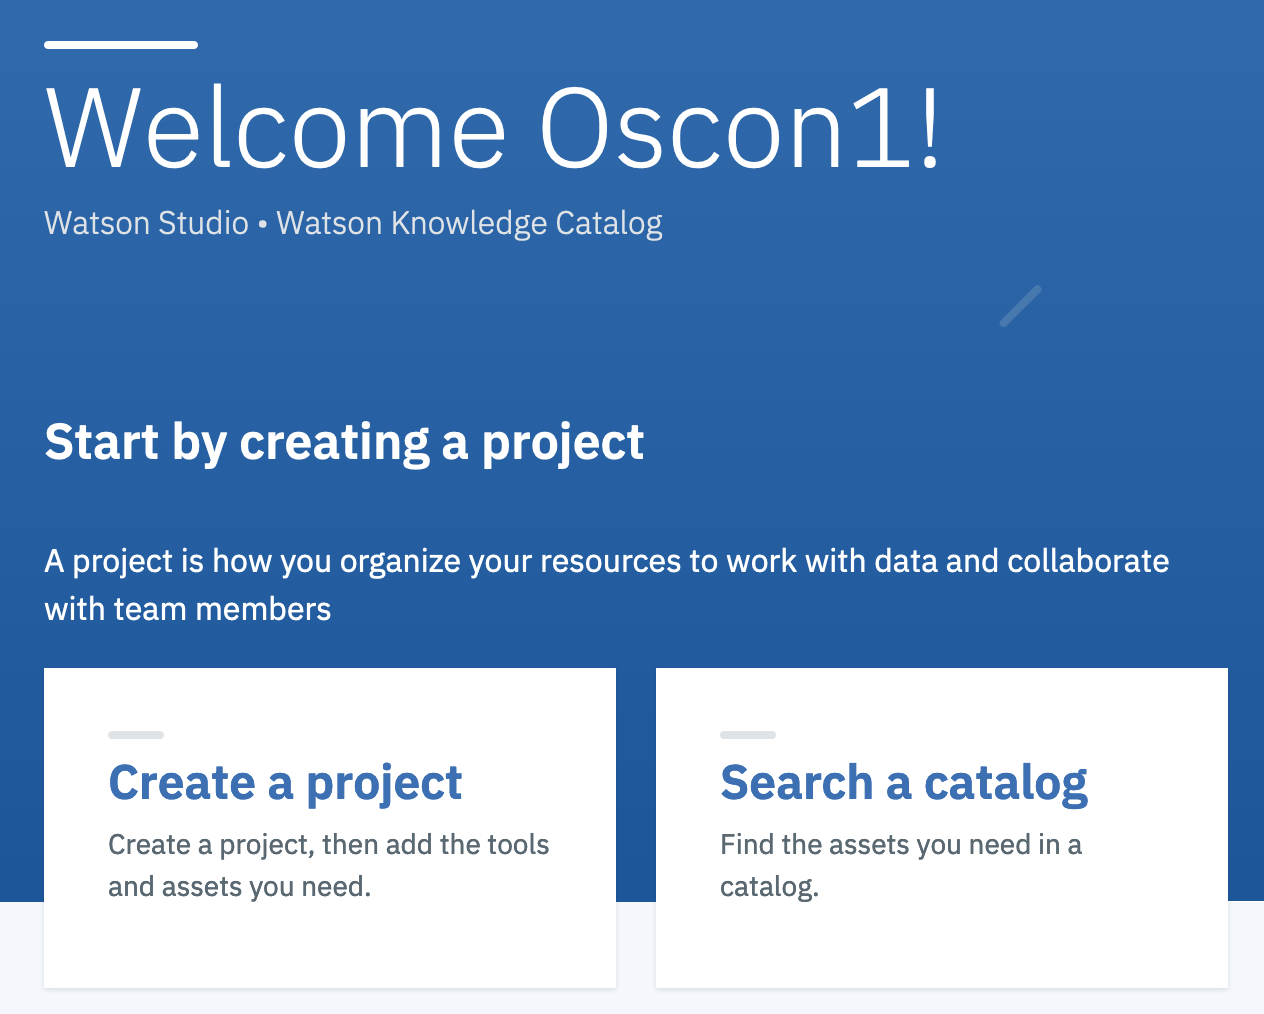 Welcome Oscon1!
Watson Studio • Watson Knowledge Catalog
Start by creating a project
A project is how you organize your resources to work with data and collaborate
with team members
Create a project
Create a project, then add the tools
and assets you need.
Search a catalog
Find the assets you need in a
catalog.